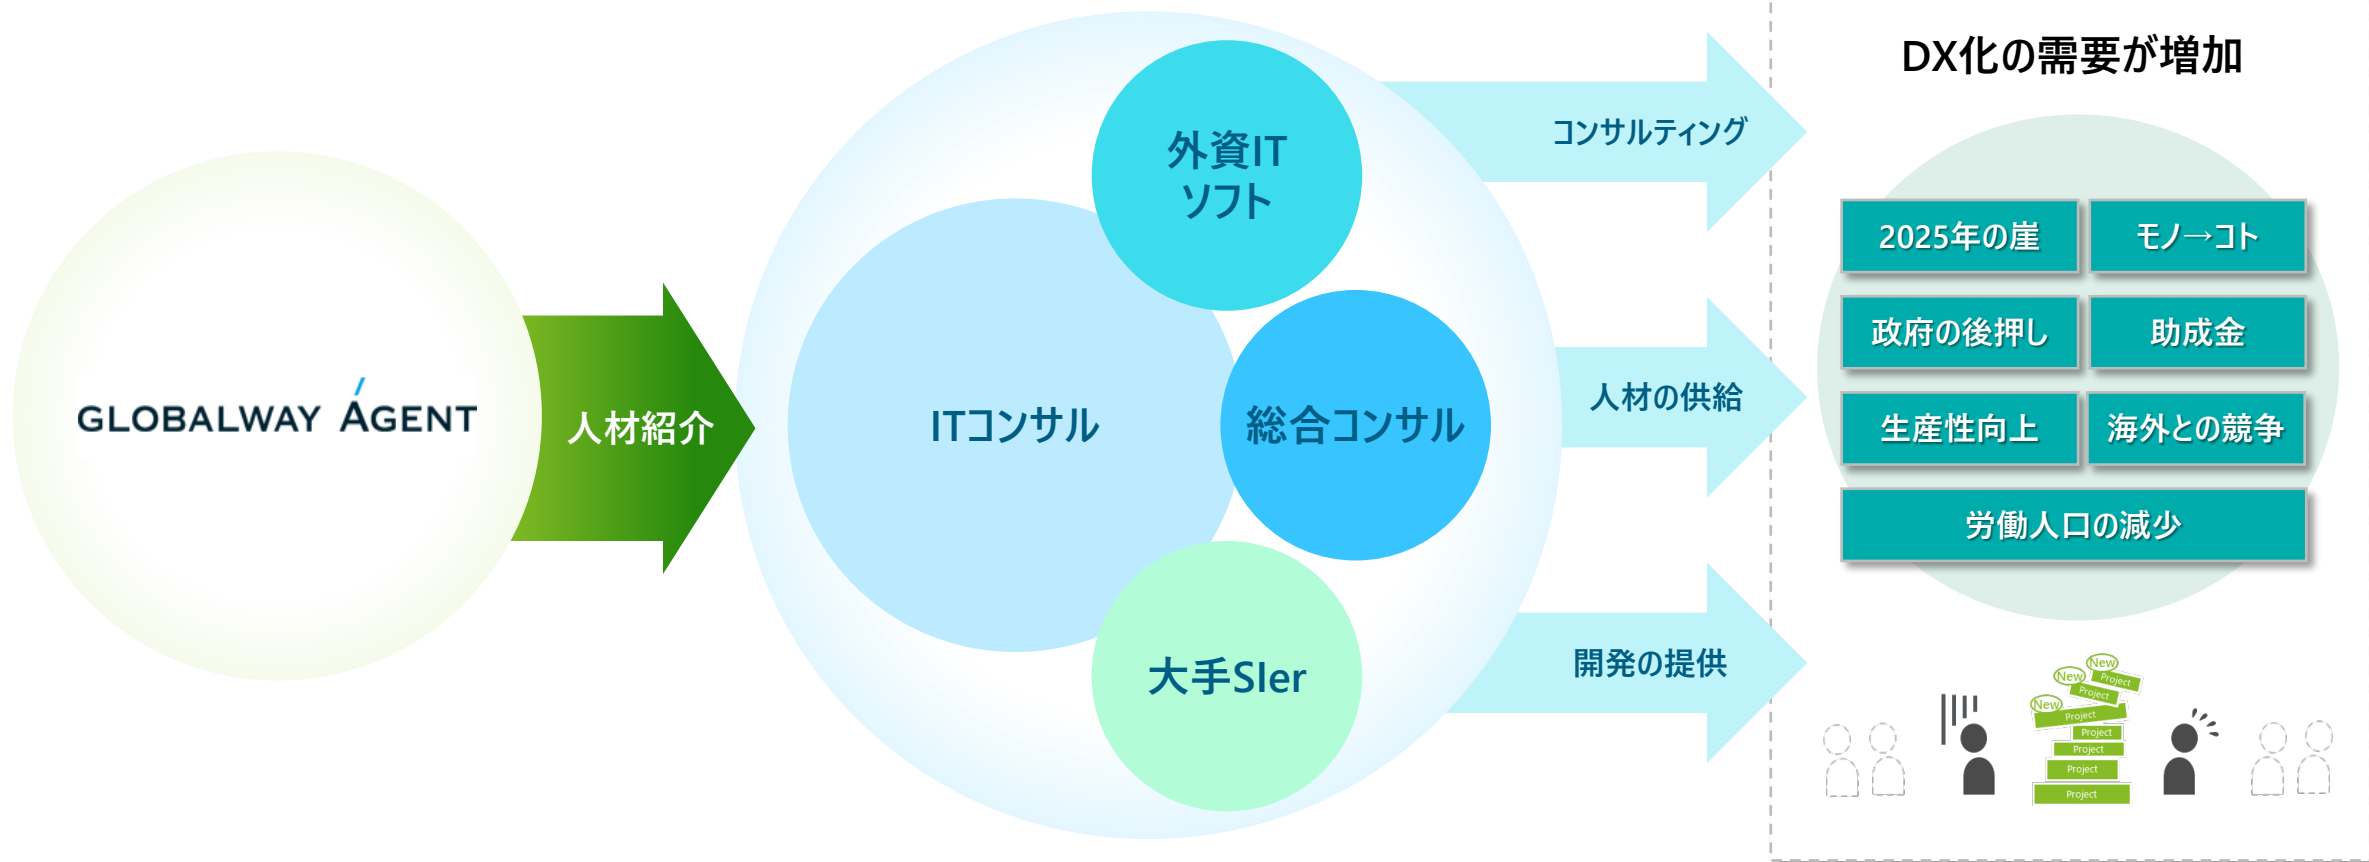 GLOBALWAY AGENT
人材紹介
外資IT
ソフト
ITコンサル
総合コンサル
大手SIer
コンサルティング
人材の供給
開発の提供
DX化の需要が増加
2025年の崖
モノ→コト
政府の後押し
助成金
生産性向上
海外との競争
労働人口の減少
New
Project
New
Project
New
Project
Project
Project
Project
Project